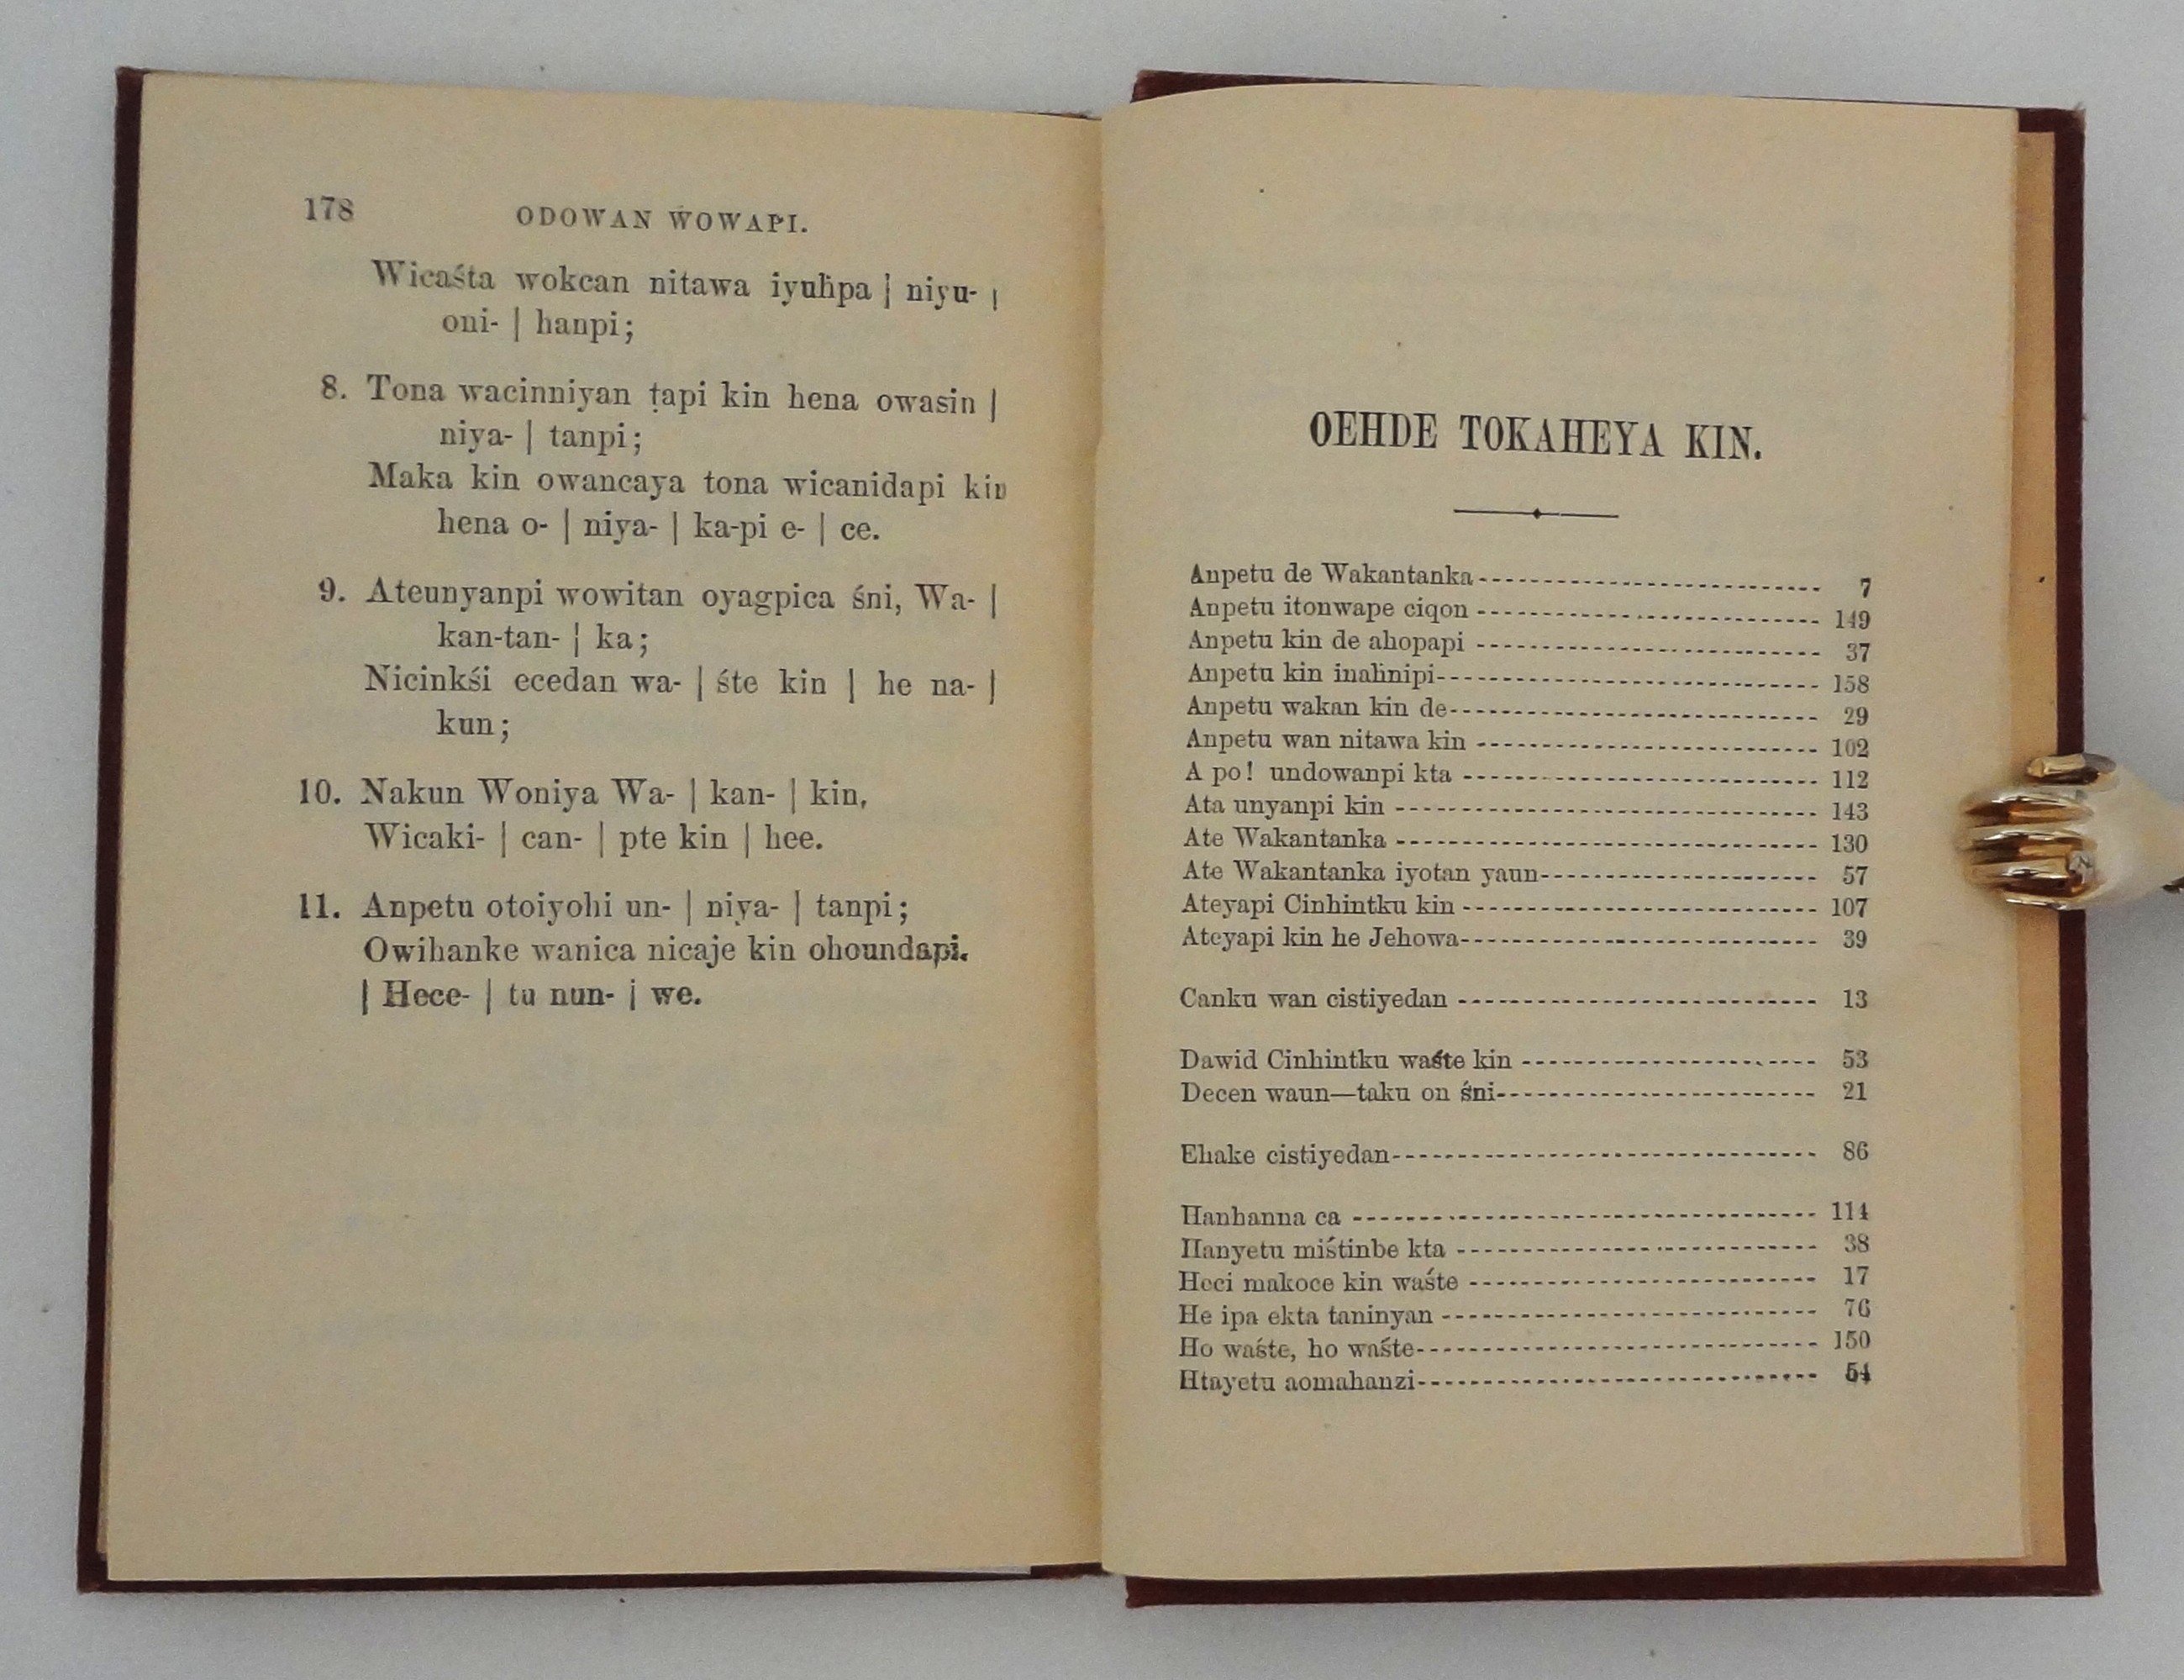 178
ODOWAN WOWAPI.
Wicaśta wokcan nitawa iyuḣpa | niyu- |
oni- | hanpi;
8. Tona wacinniyan ṭapi kin hena owasin |
niya- | tanpi;
Maka kin owancaya tona wicanidapi kin
hena o- | niya- | ka-pi e- | ce.
9. Ateunyanpi wowitan oyagpica śni, Wa- |
kan-tan- | ka;
Nicinkśi ecedan wa- | śte kin | he na- |
kun;
10. Nakun Woniya Wa- | kan- | kin,
Wicaki- | can- | pte kin | hee.
11. Anpetu otoiyohi un- | niya- | tanpi;
Owihanke wanica nicaje kin ohoundapi.
| Hece- | tu nun- | we.
OEHDE TOKAHEYA KIN.
Anpetu de Wakantanka 7
Anpetu itonwape ciqon 149
Anpetu kin de ahopapi 37
Anpetu kin inaḣnipi 158
Anpetu wakan kin de 29
Anpetu wan nitawa kin 102
A po! undowanpi kta 112
Ata unyanpi kin 143
Ate Wakantanka 130
Ate Wakantanka iyotan yaun 57
Ateyapi Cinhintku kin 107
Ateyapi kin he Jehowa 39
Canku wan cistiyedan 13
Dawid Cinhintku waśte kin 53
Decen waun—taku on śni 21
Ehake cistiyedan 86
Hanhanna ca 114
Hanyetu miśtinbe kta 38
Heci makoce kin waśte 17
He ipa ekta taninyan 76
Ho waśte, ho waśte 150
Htayetu aomahanzi 54